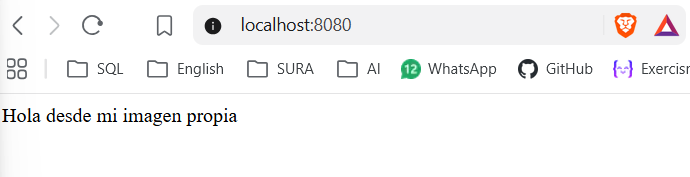 localhost:8080
SQL English SURA AI 12 WhatsApp GitHub {-} Exercism
Hola desde mi imagen propia